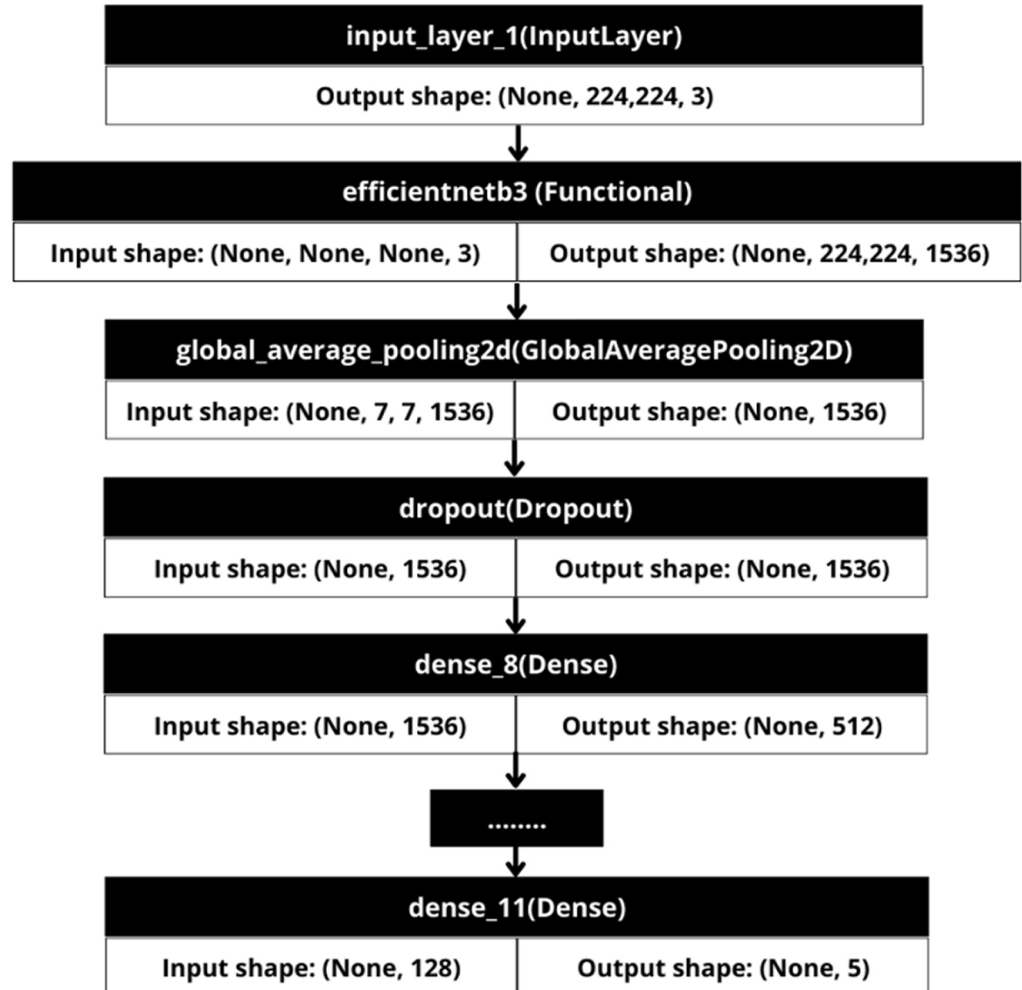 input_layer_1(InputLayer)
Output shape: (None, 224,224, 3)
efficientnetb3 (Functional)
Input shape: (None, None, None, 3)
Output shape: (None, 224,224, 1536)
global_average_pooling2d(GlobalAveragePooling2D)
Input shape: (None, 7, 7, 1536)
Output shape: (None, 1536)
dropout(Dropout)
Input shape: (None, 1536)
Output shape: (None, 1536)
dense_8(Dense)
Input shape: (None, 1536)
Output shape: (None, 512)
........
dense_11(Dense)
Input shape: (None, 128)
Output shape: (None, 5)